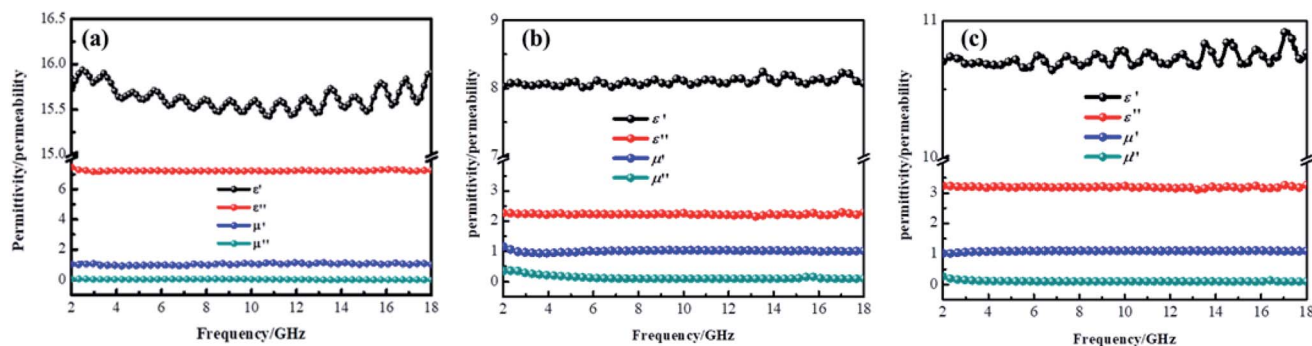 (a)
16.5
16.0
15.5
15.0
6
4
2
0
Permittivity/permeability
ε'
ε''
μ'
μ''
2 4 6 8 10 12 14 16 18
Frequency/GHz
(b)
9
8
7
3
2
1
0
permittivity/permeability
ε'
ε''
μ'
μ''
2 4 6 8 10 12 14 16 18
Frequency/GHz
(c)
11
10
3
2
1
0
permittivity/permeability
ε'
ε''
μ'
μ''
2 4 6 8 10 12 14 16 18
Frequency/GHz